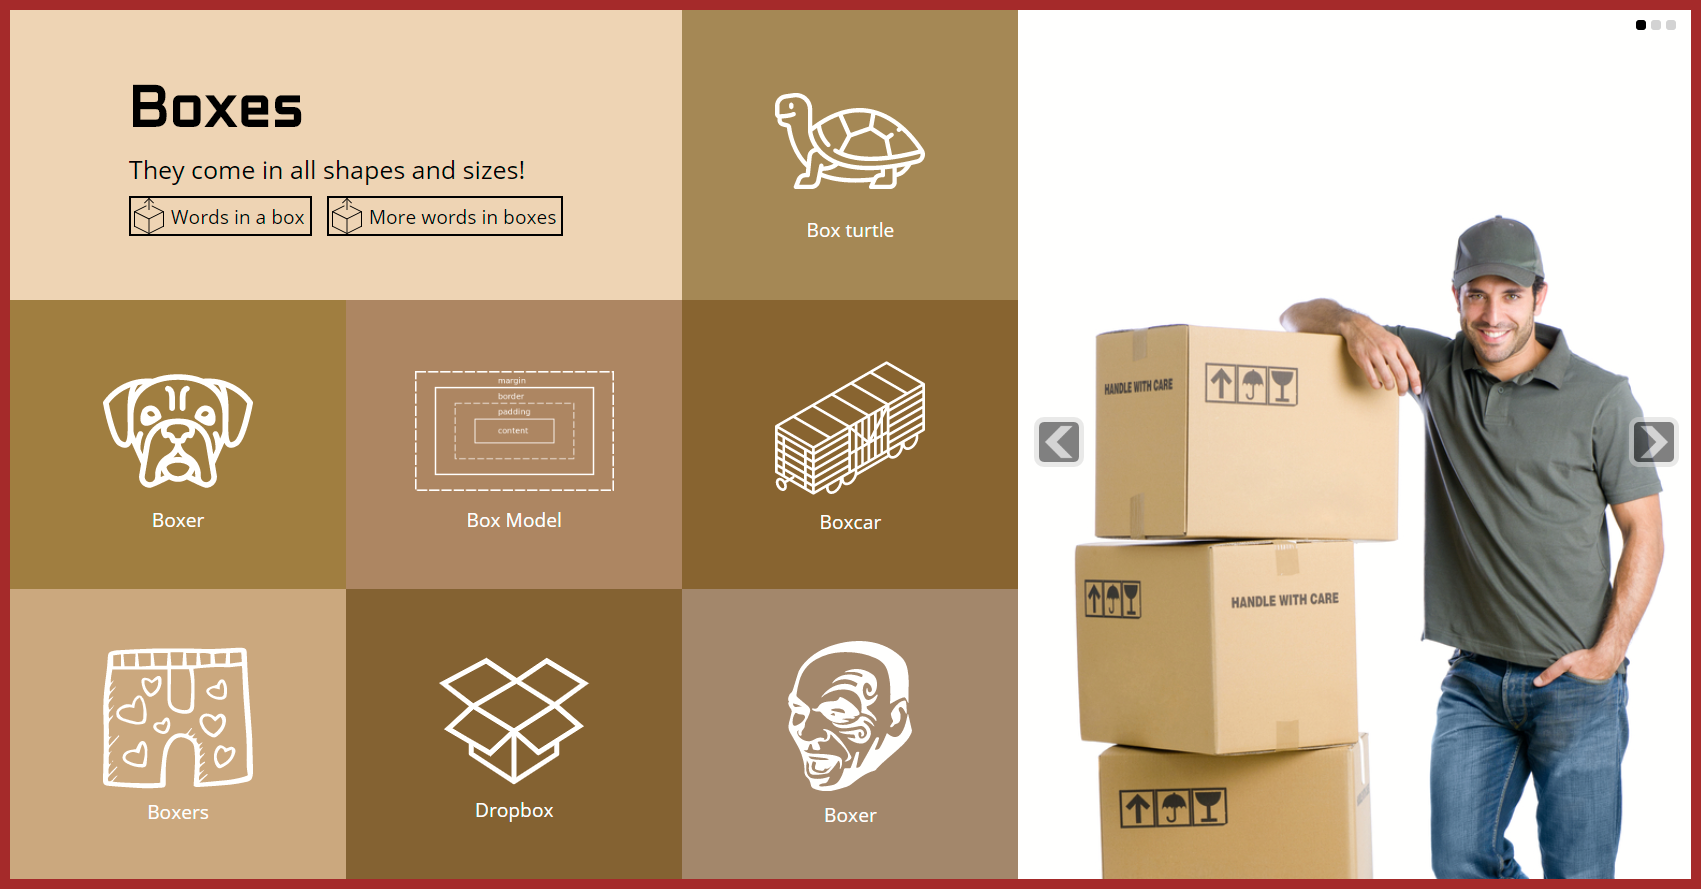 Boxes
They come in all shapes and sizes!
Words in a box
More words in boxes
Box turtle
Boxer
margin
border
padding
content
Box Model
Boxcar
Boxers
Dropbox
Boxer
HANDLE WITH CARE
HANDLE WITH CARE